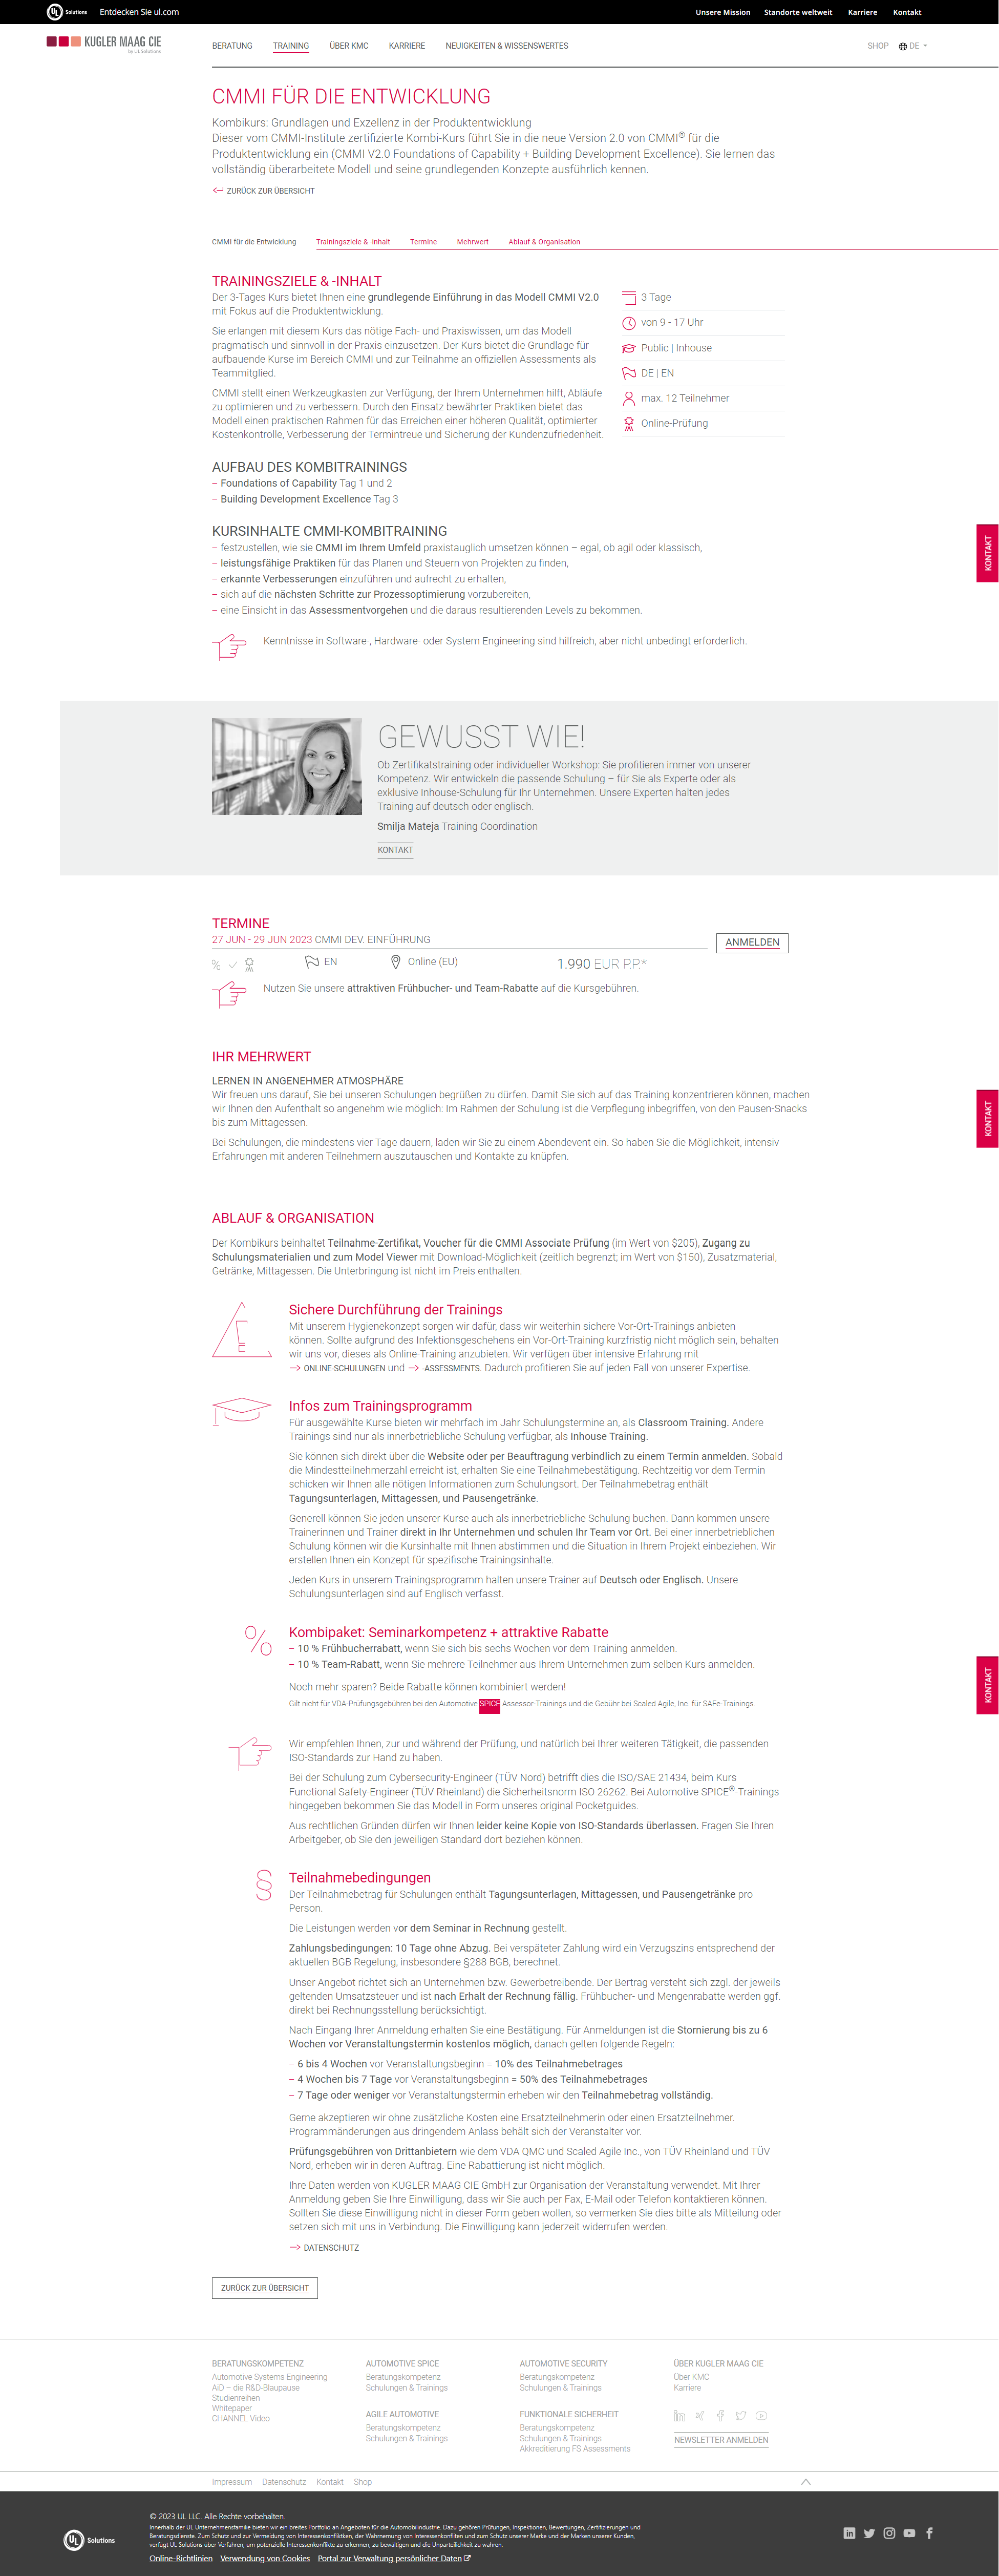 UL Solutions
Entdecken Sie ul.com
Unsere Mission Standorte weltweit Karriere Kontakt
KUGLER MAAG CIE
by UL Solutions
BERATUNG TRAINING ÜBER KMC KARRIERE NEUIGKEITEN & WISSENSWERTES
SHOP DE
CMMI FÜR DIE ENTWICKLUNG
Kombikurs: Grundlagen und Exzellenz in der Produktentwicklung
Dieser vom CMMI-Institute zertifizierte Kombi-Kurs führt Sie in die neue Version 2.0 von CMMI® für die
Produktentwicklung ein (CMMI V2.0 Foundations of Capability + Building Development Excellence). Sie lernen das
vollständig überarbeitete Modell und seine grundlegenden Konzepte ausführlich kennen.
ZURÜCK ZUR ÜBERSICHT
CMMI für die Entwicklung Trainingsziele & -inhalt Termine Mehrwert Ablauf & Organisation
TRAININGSZIELE & -INHALT
Der 3-Tages Kurs bietet Ihnen eine grundlegende Einführung in das Modell CMMI V2.0
mit Fokus auf die Produktentwicklung.
Sie erlangen mit diesem Kurs das nötige Fach- und Praxiswissen, um das Modell
pragmatisch und sinnvoll in der Praxis einzusetzen. Der Kurs bietet die Grundlage für
aufbauende Kurse im Bereich CMMI und zur Teilnahme an offiziellen Assessments als
Teammitglied.
CMMI stellt einen Werkzeugkasten zur Verfügung, der Ihrem Unternehmen hilft, Abläufe
zu optimieren und zu verbessern. Durch den Einsatz bewährter Praktiken bietet das
Modell einen praktischen Rahmen für das Erreichen einer höheren Qualität, optimierter
Kostenkontrolle, Verbesserung der Termintreue und Sicherung der Kundenzufriedenheit.
3 Tage
von 9 - 17 Uhr
Public | Inhouse
DE | EN
max. 12 Teilnehmer
Online-Prüfung
AUFBAU DES KOMBITRAININGS
– Foundations of Capability Tag 1 und 2
– Building Development Excellence Tag 3
KURSINHALTE CMMI-KOMBITRAINING
– festzustellen, wie sie CMMI im Ihrem Umfeld praxistauglich umsetzen können – egal, ob agil oder klassisch,
– leistungsfähige Praktiken für das Planen und Steuern von Projekten zu finden,
– erkannte Verbesserungen einzuführen und aufrecht zu erhalten,
– sich auf die nächsten Schritte zur Prozessoptimierung vorzubereiten,
– eine Einsicht in das Assessmentvorgehen und die daraus resultierenden Levels zu bekommen.
KONTAKT
Kenntnisse in Software-, Hardware- oder System Engineering sind hilfreich, aber nicht unbedingt erforderlich.
GEWUSST WIE!
Ob Zertifikatstraining oder individueller Workshop: Sie profitieren immer von unserer
Kompetenz. Wir entwickeln die passende Schulung – für Sie als Experte oder als
exklusive Inhouse-Schulung für Ihr Unternehmen. Unsere Experten halten jedes
Training auf deutsch oder englisch.
Smilja Mateja Training Coordination
KONTAKT
TERMINE
27 JUN - 29 JUN 2023 CMMI DEV. EINFÜHRUNG
ANMELDEN
% EN Online (EU) 1.990 EUR P.P.*
Nutzen Sie unsere attraktiven Frühbucher- und Team-Rabatte auf die Kursgebühren.
IHR MEHRWERT
LERNEN IN ANGENEHMER ATMOSPHÄRE
Wir freuen uns darauf, Sie bei unseren Schulungen begrüßen zu dürfen. Damit Sie sich auf das Training konzentrieren können, machen
wir Ihnen den Aufenthalt so angenehm wie möglich: Im Rahmen der Schulung ist die Verpflegung inbegriffen, von den Pausen-Snacks
bis zum Mittagessen.
Bei Schulungen, die mindestens vier Tage dauern, laden wir Sie zu einem Abendevent ein. So haben Sie die Möglichkeit, intensiv
Erfahrungen mit anderen Teilnehmern auszutauschen und Kontakte zu knüpfen.
KONTAKT
ABLAUF & ORGANISATION
Der Kombikurs beinhaltet Teilnahme-Zertifikat, Voucher für die CMMI Associate Prüfung (im Wert von $205), Zugang zu
Schulungsmaterialien und zum Model Viewer mit Download-Möglichkeit (zeitlich begrenzt; im Wert von $150), Zusatzmaterial,
Getränke, Mittagessen. Die Unterbringung ist nicht im Preis enthalten.
Sichere Durchführung der Trainings
Mit unserem Hygienekonzept sorgen wir dafür, dass wir weiterhin sichere Vor-Ort-Trainings anbieten
können. Sollte aufgrund des Infektionsgeschehens ein Vor-Ort-Training kurzfristig nicht möglich sein, behalten
wir uns vor, dieses als Online-Training anzubieten. Wir verfügen über intensive Erfahrung mit
ONLINE-SCHULUNGEN und -ASSESSMENTS. Dadurch profitieren Sie auf jeden Fall von unserer Expertise.
Infos zum Trainingsprogramm
Für ausgewählte Kurse bieten wir mehrfach im Jahr Schulungstermine an, als Classroom Training. Andere
Trainings sind nur als innerbetriebliche Schulung verfügbar, als Inhouse Training.
Sie können sich direkt über die Website oder per Beauftragung verbindlich zu einem Termin anmelden. Sobald
die Mindestteilnehmerzahl erreicht ist, erhalten Sie eine Teilnahmebestätigung. Rechtzeitig vor dem Termin
schicken wir Ihnen alle nötigen Informationen zum Schulungsort. Der Teilnahmebetrag enthält
Tagungsunterlagen, Mittagessen, und Pausengetränke.
Generell können Sie jeden unserer Kurse auch als innerbetriebliche Schulung buchen. Dann kommen unsere
Trainerinnen und Trainer direkt in Ihr Unternehmen und schulen Ihr Team vor Ort. Bei einer innerbetrieblichen
Schulung können wir die Kursinhalte mit Ihnen abstimmen und die Situation in Ihrem Projekt einbeziehen. Wir
erstellen Ihnen ein Konzept für spezifische Trainingsinhalte.
Jeden Kurs in unserem Trainingsprogramm halten unsere Trainer auf Deutsch oder Englisch. Unsere
Schulungsunterlagen sind auf Englisch verfasst.
% Kombipaket: Seminarkompetenz + attraktive Rabatte
– 10 % Frühbucherrabatt, wenn Sie sich bis sechs Wochen vor dem Training anmelden.
– 10 % Team-Rabatt, wenn Sie mehrere Teilnehmer aus Ihrem Unternehmen zum selben Kurs anmelden.
Noch mehr sparen? Beide Rabatte können kombiniert werden!
Gilt nicht für VDA-Prüfungsgebühren bei den Automotive SPICE Assessor-Trainings und die Gebühr bei Scaled Agile, Inc. für SAFe-Trainings.
KONTAKT
Wir empfehlen Ihnen, zur und während der Prüfung, und natürlich bei Ihrer weiteren Tätigkeit, die passenden
ISO-Standards zur Hand zu haben.
Bei der Schulung zum Cybersecurity-Engineer (TÜV Nord) betrifft dies die ISO/SAE 21434, beim Kurs
Functional Safety-Engineer (TÜV Rheinland) die Sicherheitsnorm ISO 26262. Bei Automotive SPICE®-Trainings
hingegeben bekommen Sie das Modell in Form unseres original Pocketguides.
Aus rechtlichen Gründen dürfen wir Ihnen leider keine Kopie von ISO-Standards überlassen. Fragen Sie Ihren
Arbeitgeber, ob Sie den jeweiligen Standard dort beziehen können.
§ Teilnahmebedingungen
Der Teilnahmebetrag für Schulungen enthält Tagungsunterlagen, Mittagessen, und Pausengetränke pro
Person.
Die Leistungen werden vor dem Seminar in Rechnung gestellt.
Zahlungsbedingungen: 10 Tage ohne Abzug. Bei verspäteter Zahlung wird ein Verzugszins entsprechend der
aktuellen BGB Regelung, insbesondere §288 BGB, berechnet.
Unser Angebot richtet sich an Unternehmen bzw. Gewerbetreibende. Der Bertrag versteht sich zzgl. der jeweils
geltenden Umsatzsteuer und ist nach Erhalt der Rechnung fällig. Frühbucher- und Mengenrabatte werden ggf.
direkt bei Rechnungsstellung berücksichtigt.
Nach Eingang Ihrer Anmeldung erhalten Sie eine Bestätigung. Für Anmeldungen ist die Stornierung bis zu 6
Wochen vor Veranstaltungstermin kostenlos möglich, danach gelten folgende Regeln:
– 6 bis 4 Wochen vor Veranstaltungsbeginn = 10% des Teilnahmebetrages
– 4 Wochen bis 7 Tage vor Veranstaltungsbeginn = 50% des Teilnahmebetrages
– 7 Tage oder weniger vor Veranstaltungstermin erheben wir den Teilnahmebetrag vollständig.
Gerne akzeptieren wir ohne zusätzliche Kosten eine Ersatzteilnehmerin oder einen Ersatzteilnehmer.
Programmänderungen aus dringendem Anlass behält sich der Veranstalter vor.
Prüfungsgebühren von Drittanbietern wie dem VDA QMC und Scaled Agile Inc., von TÜV Rheinland und TÜV
Nord, erheben wir in deren Auftrag. Eine Rabattierung ist nicht möglich.
Ihre Daten werden von KUGLER MAAG CIE GmbH zur Organisation der Veranstaltung verwendet. Mit Ihrer
Anmeldung geben Sie Ihre Einwilligung, dass wir Sie auch per Fax, E-Mail oder Telefon kontaktieren können.
Sollten Sie diese Einwilligung nicht in dieser Form geben wollen, so vermerken Sie dies bitte als Mitteilung oder
setzen sich mit uns in Verbindung. Die Einwilligung kann jederzeit widerrufen werden.
DATENSCHUTZ
ZURÜCK ZUR ÜBERSICHT
BERATUNGSKOMPETENZ
Automotive Systems Engineering
AiD – die R&D-Blaupause
Studienreihen
Whitepaper
CHANNEL Video
AUTOMOTIVE SPICE
Beratungskompetenz
Schulungen & Trainings
AGILE AUTOMOTIVE
Beratungskompetenz
Schulungen & Trainings
AUTOMOTIVE SECURITY
Beratungskompetenz
Schulungen & Trainings
FUNKTIONALE SICHERHEIT
Beratungskompetenz
Schulungen & Trainings
Akkreditierung FS Assessments
ÜBER KUGLER MAAG CIE
Über KMC
Karriere
NEWSLETTER ANMELDEN
Impressum Datenschutz Kontakt Shop
UL Solutions
© 2023 UL LLC. Alle Rechte vorbehalten.
Innerhalb der UL Unternehmensfamilie bieten wir ein breites Portfolio an Angeboten für die Automobilindustrie. Dazu gehören Prüfungen, Inspektionen, Bewertungen, Zertifizierungen und
Beratungsdienste. Zum Schutz und zur Vermeidung von Interessenkonflikten, der Wahrnehmung von Interessenkonflikten und zum Schutz unserer Marke und der Marken unserer Kunden,
verfügt UL Solutions über Verfahren, um potenzielle Interessenkonflikte zu erkennen, zu bewältigen und die Unparteilichkeit zu wahren.
Online-Richtlinien Verwendung von Cookies Portal zur Verwaltung persönlicher Daten